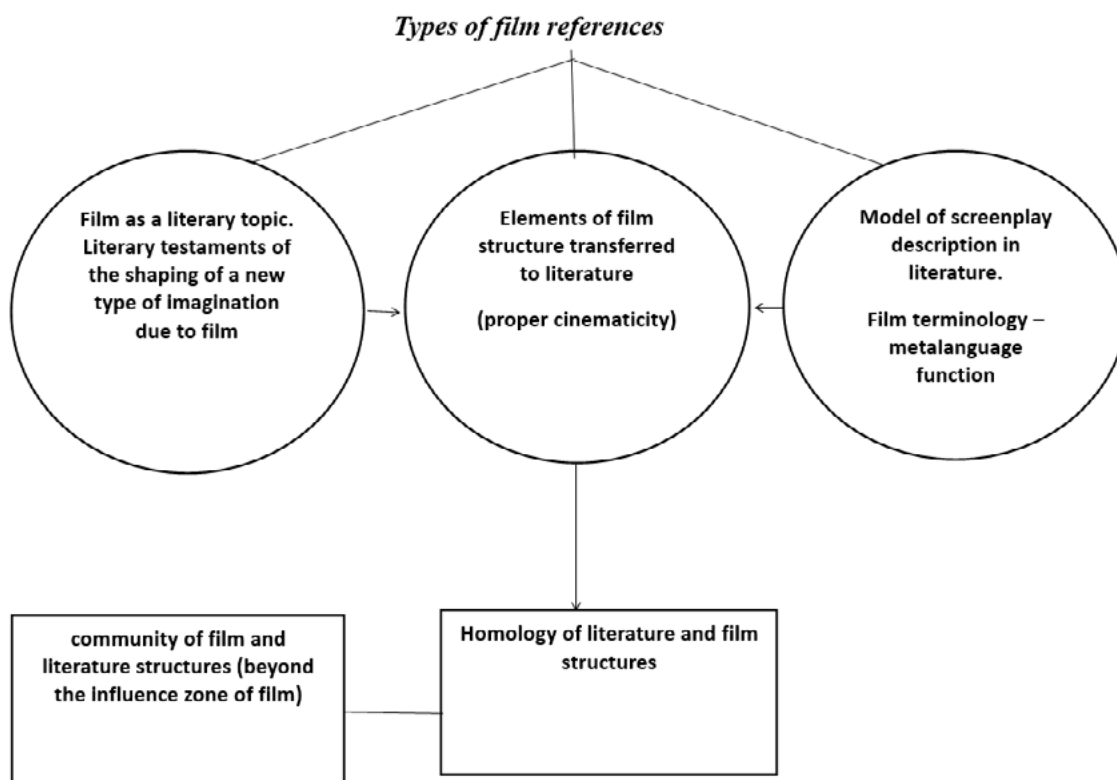 Types of film references
Film as a literary topic.
Literary testaments of
the shaping of a new
type of imagination
due to film
Elements of film
structure transferred
to literature
(proper cinematicity)
Model of screenplay
description in
literature.
Film terminology –
metalanguage
function
community of film and
literature structures (beyond
the influence zone of film)
Homology of literature and film
structures